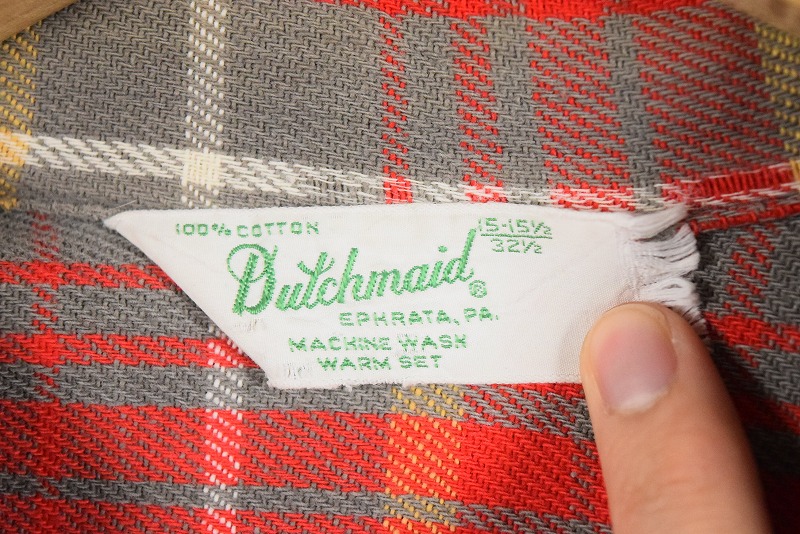 100% COTTON
15-15½
32½
Dutchmaid®
EPHRATA, PA.
MACHINE WASH
WARM SET